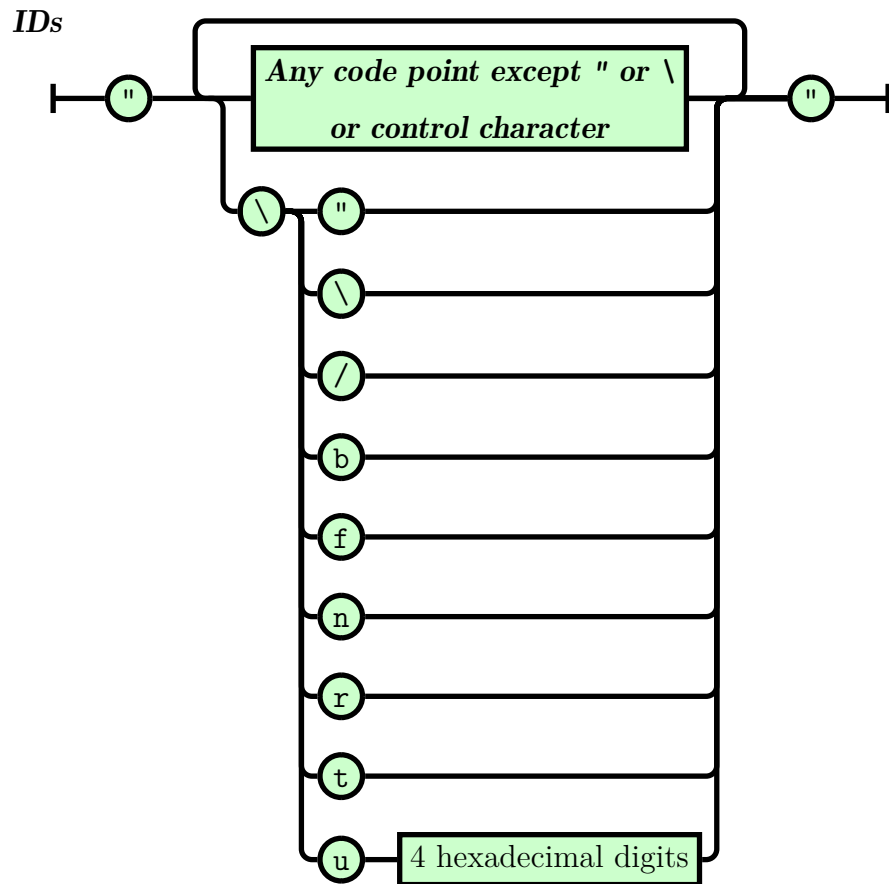 IDs
" Any code point except " or \ "
or control character
\ "
\
/
b
f
n
r
t
u 4 hexadecimal digits